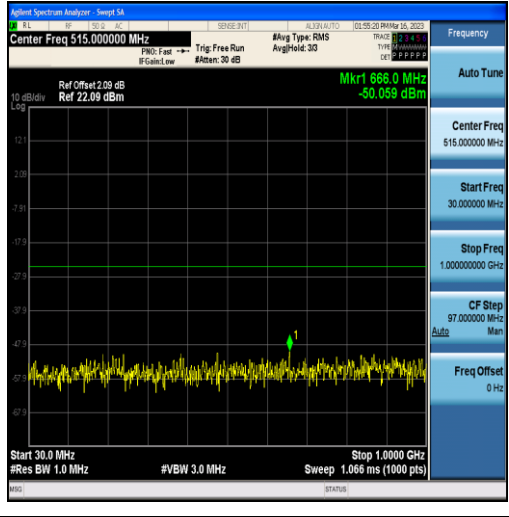 Agilent Spectrum Analyzer - Swept SA
RL RF 50 Ω AC SENSE:INT ALIGN AUTO 01:55:20 PM Mar 16, 2023
Center Freq 515.000000 MHz
PNO: Fast
IFGain:Low
Trig: Free Run
#Atten: 30 dB
#Avg Type: RMS
Avg|Hold: 3/3
TRACE 1 2 3 4 5 6
TYPE M
DET P P P P P P
Frequency
Mkr1 666.0 MHz
-50.059 dBm
Ref Offset 2.09 dB
Ref 22.09 dBm
10 dB/div
Log
12.1
2.09
-7.91
-17.9
-27.9
-37.9
-47.9
-57.9
-67.9
1
Start 30.0 MHz
Stop 1.0000 GHz
#Res BW 1.0 MHz
#VBW 3.0 MHz
Sweep 1.066 ms (1000 pts)
Auto Tune
Center Freq
515.000000 MHz
Start Freq
30.000000 MHz
Stop Freq
1.000000000 GHz
CF Step
97.000000 MHz
Auto Man
Freq Offset
0 Hz
MSG
STATUS